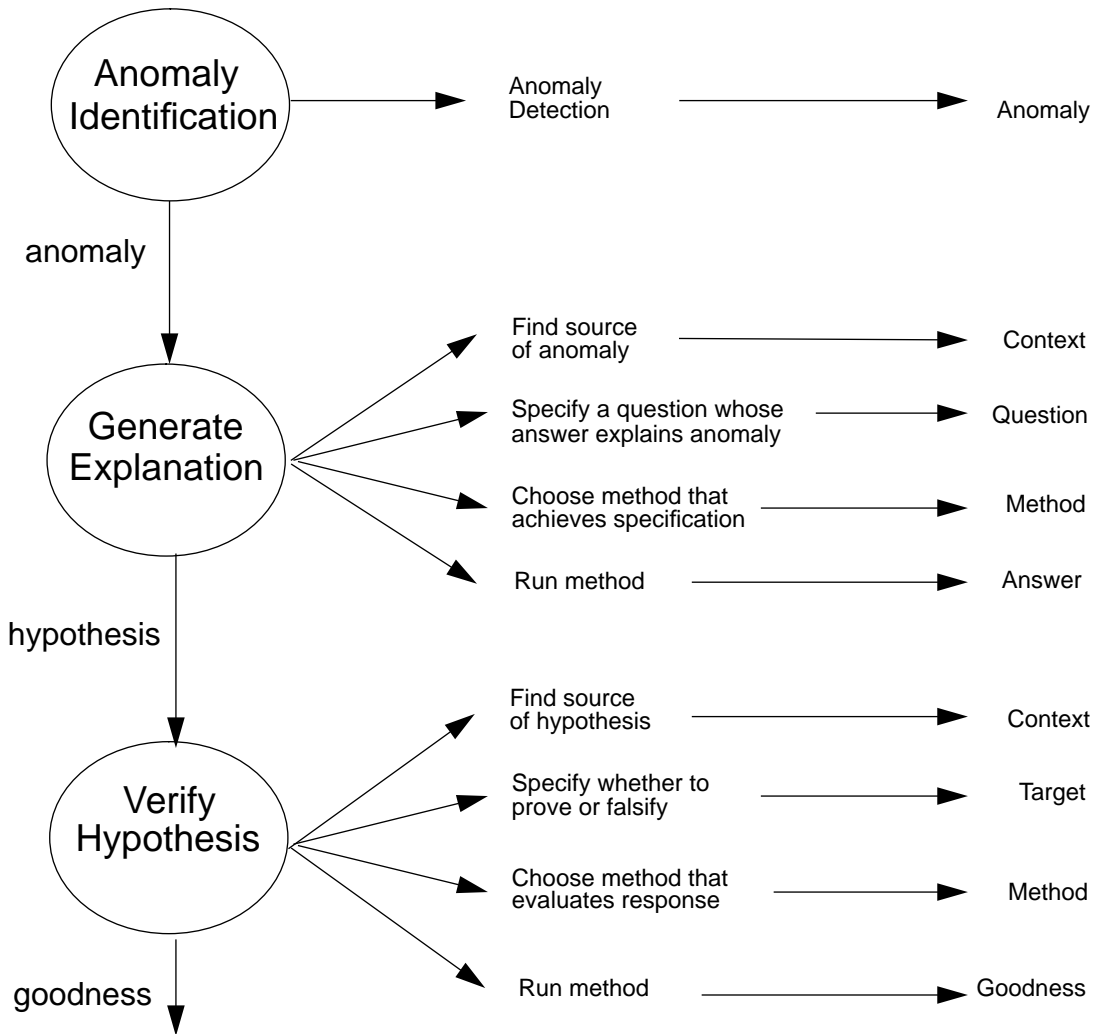 Anomaly
Identification
Anomaly
Detection
Anomaly
anomaly
Find source
of anomaly
Context
Generate
Explanation
Specify a question whose
answer explains anomaly
Question
Choose method that
achieves specification
Method
Run method
Answer
hypothesis
Find source
of hypothesis
Context
Verify
Hypothesis
Specify whether to
prove or falsify
Target
Choose method that
evaluates response
Method
Run method
Goodness
goodness